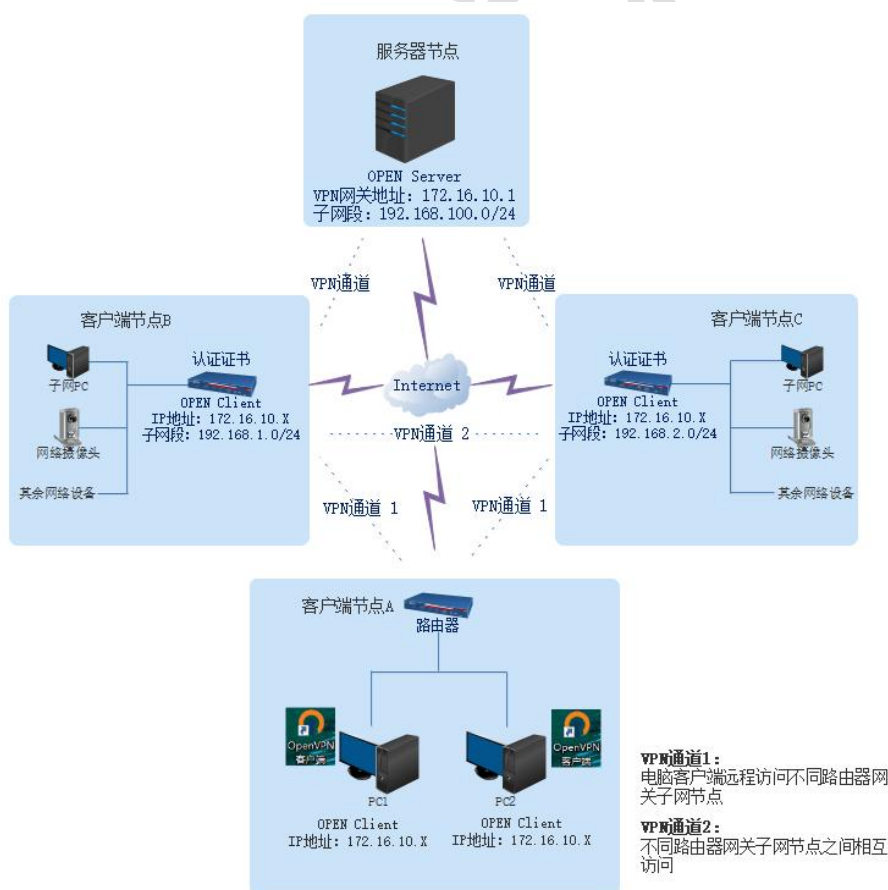 服务器节点
OPEN Server
VPN网关地址: 172.16.10.1
子网段: 192.168.100.0/24
VPN通道
VPN通道
客户端节点B
子网PC
网络摄像头
其余网络设备
认证证书
OPEN Client
IP地址: 172.16.10.X
子网段: 192.168.1.0/24
Internet
客户端节点C
认证证书
OPEN Client
IP地址: 172.16.10.X
子网段: 192.168.2.0/24
子网PC
网络摄像头
其余网络设备
VPN通道 2
VPN通道 1
VPN通道 1
客户端节点A
路由器
OpenVPN
客户端
PC1
OPEN Client
IP地址: 172.16.10.X
OpenVPN
客户端
PC2
OPEN Client
IP地址: 172.16.10.X
VPN通道1:
电脑客户端远程访问不同路由器网
关子网节点
VPN通道2:
不同路由器网关子网节点之间相互
访问